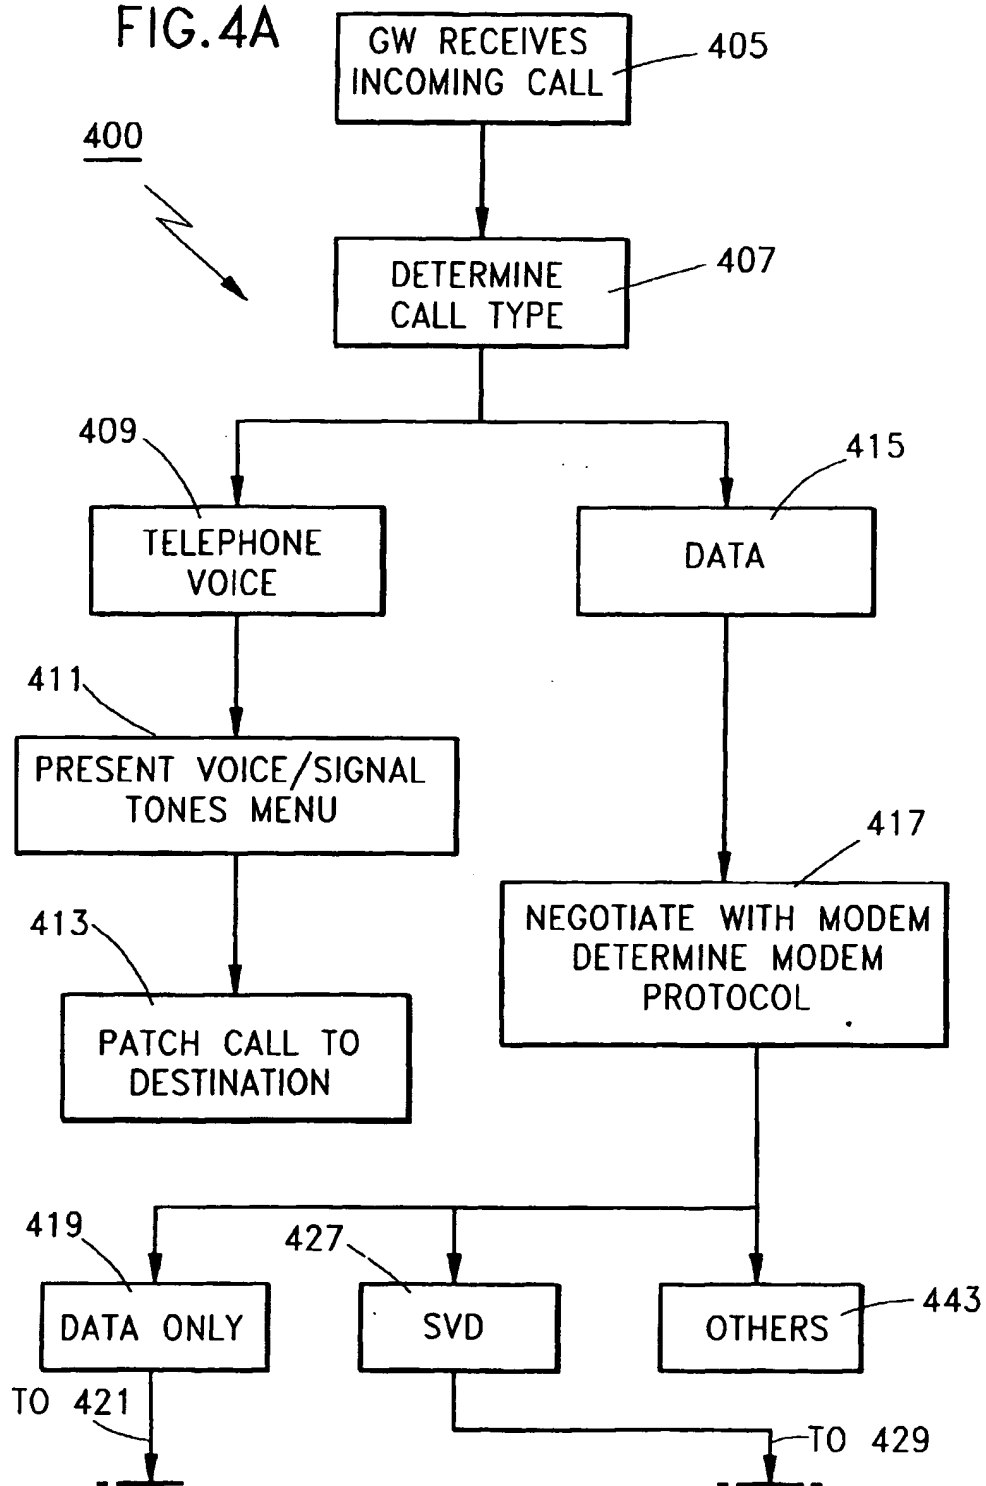 FIG.4A
GW RECEIVES
INCOMING CALL
405
400
DETERMINE
CALL TYPE
407
409
415
TELEPHONE
VOICE
DATA
411
PRESENT VOICE/SIGNAL
TONES MENU
417
413
NEGOTIATE WITH MODEM
DETERMINE MODEM
PROTOCOL
PATCH CALL TO
DESTINATION
419
427
443
DATA ONLY
SVD
OTHERS
TO 421
TO 429